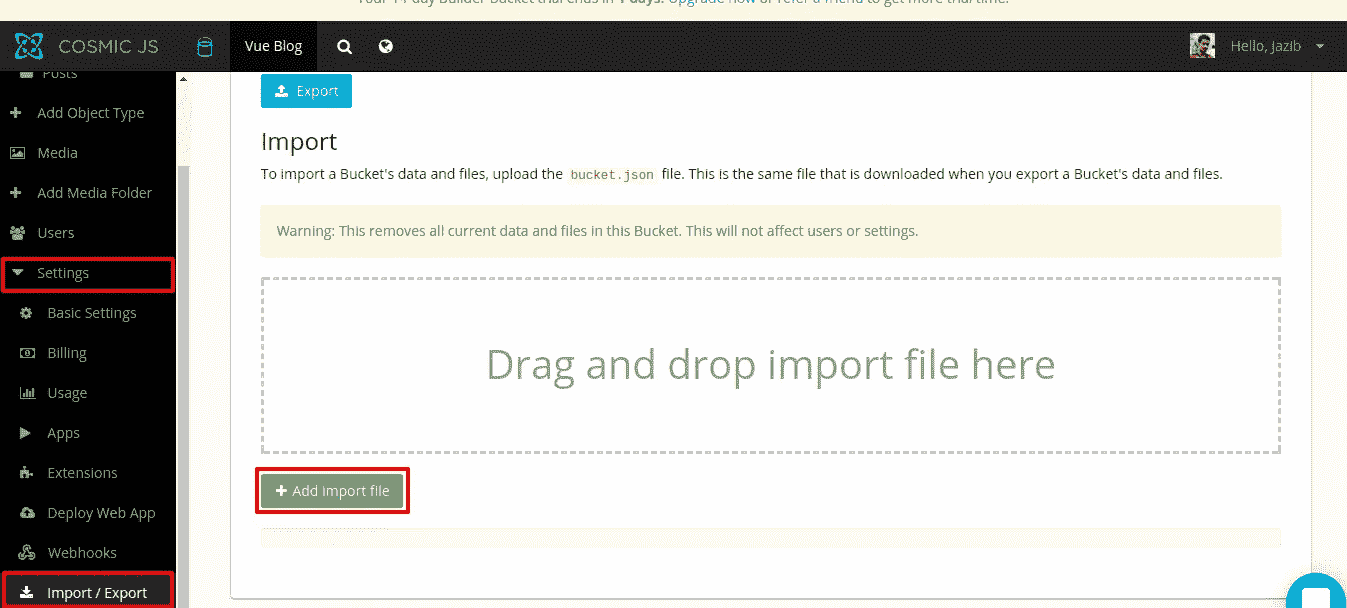 Your 14 day Builder Bucket trial ends in days. Upgrade now or refer a friend to get more trial time.
COSMIC JS
Vue Blog
Hello, Jazib
Posts
Add Object Type
Media
Add Media Folder
Users
Settings
Basic Settings
Billing
Usage
Apps
Extensions
Deploy Web App
Webhooks
Import / Export
Export
Import
To import a Bucket's data and files, upload the bucket.json file. This is the same file that is downloaded when you export a Bucket's data and files.
Warning: This removes all current data and files in this Bucket. This will not affect users or settings.
Drag and drop import file here
Add import file